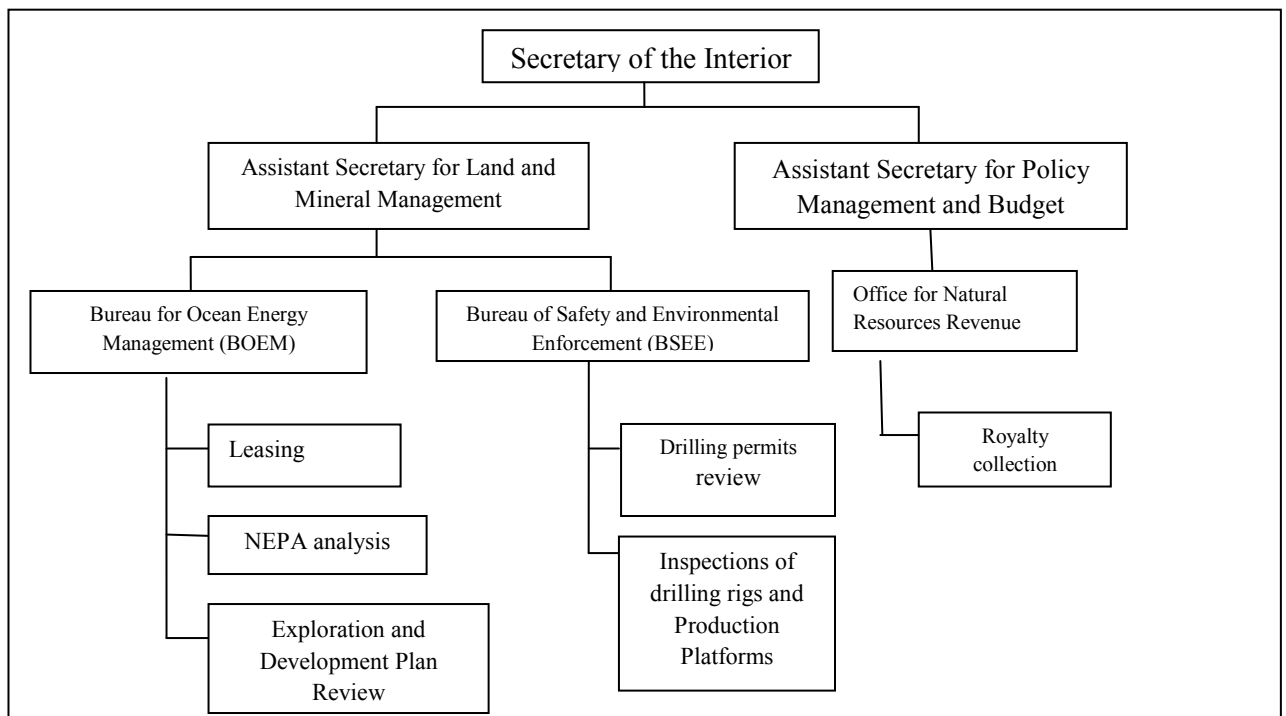 Secretary of the Interior
Assistant Secretary for Land and
Mineral Management
Assistant Secretary for Policy
Management and Budget
Bureau for Ocean Energy
Management (BOEM)
Bureau of Safety and Environmental
Enforcement (BSEE)
Office for Natural
Resources Revenue
Leasing
NEPA analysis
Exploration and
Development Plan
Review
Drilling permits
review
Inspections of
drilling rigs and
Production
Platforms
Royalty
collection